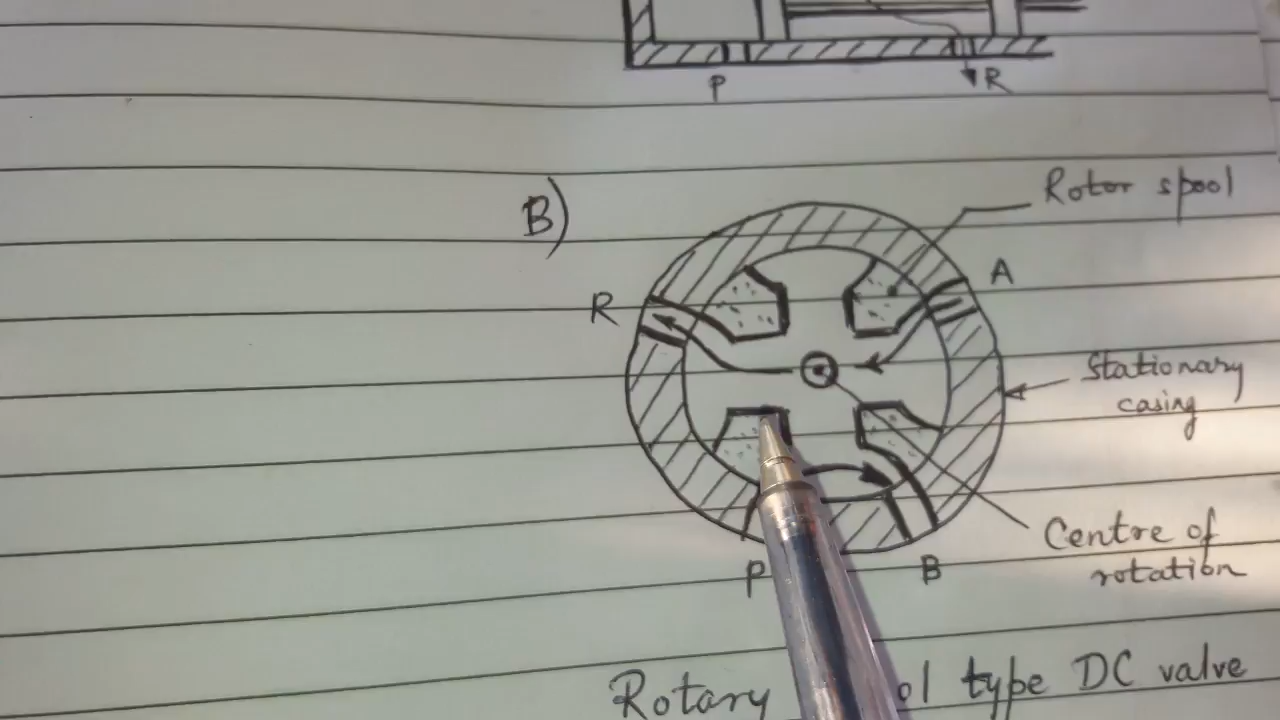 P
R
B)
Rotor spool
A
R
Stationary
casing
Centre of
rotation
P
B
Rotary ol type DC valve